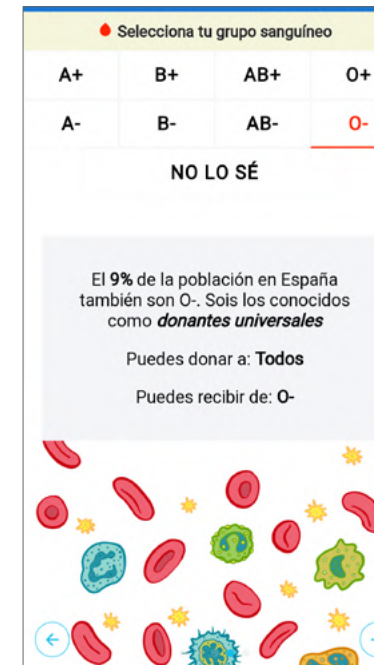 Selecciona tu grupo sanguíneo
A+ B+ AB+ O+
A- B- AB- O-
NO LO SÉ
El 9% de la población en España
también son O-. Sois los conocidos
como donantes universales
Puedes donar a: Todos
Puedes recibir de: O-